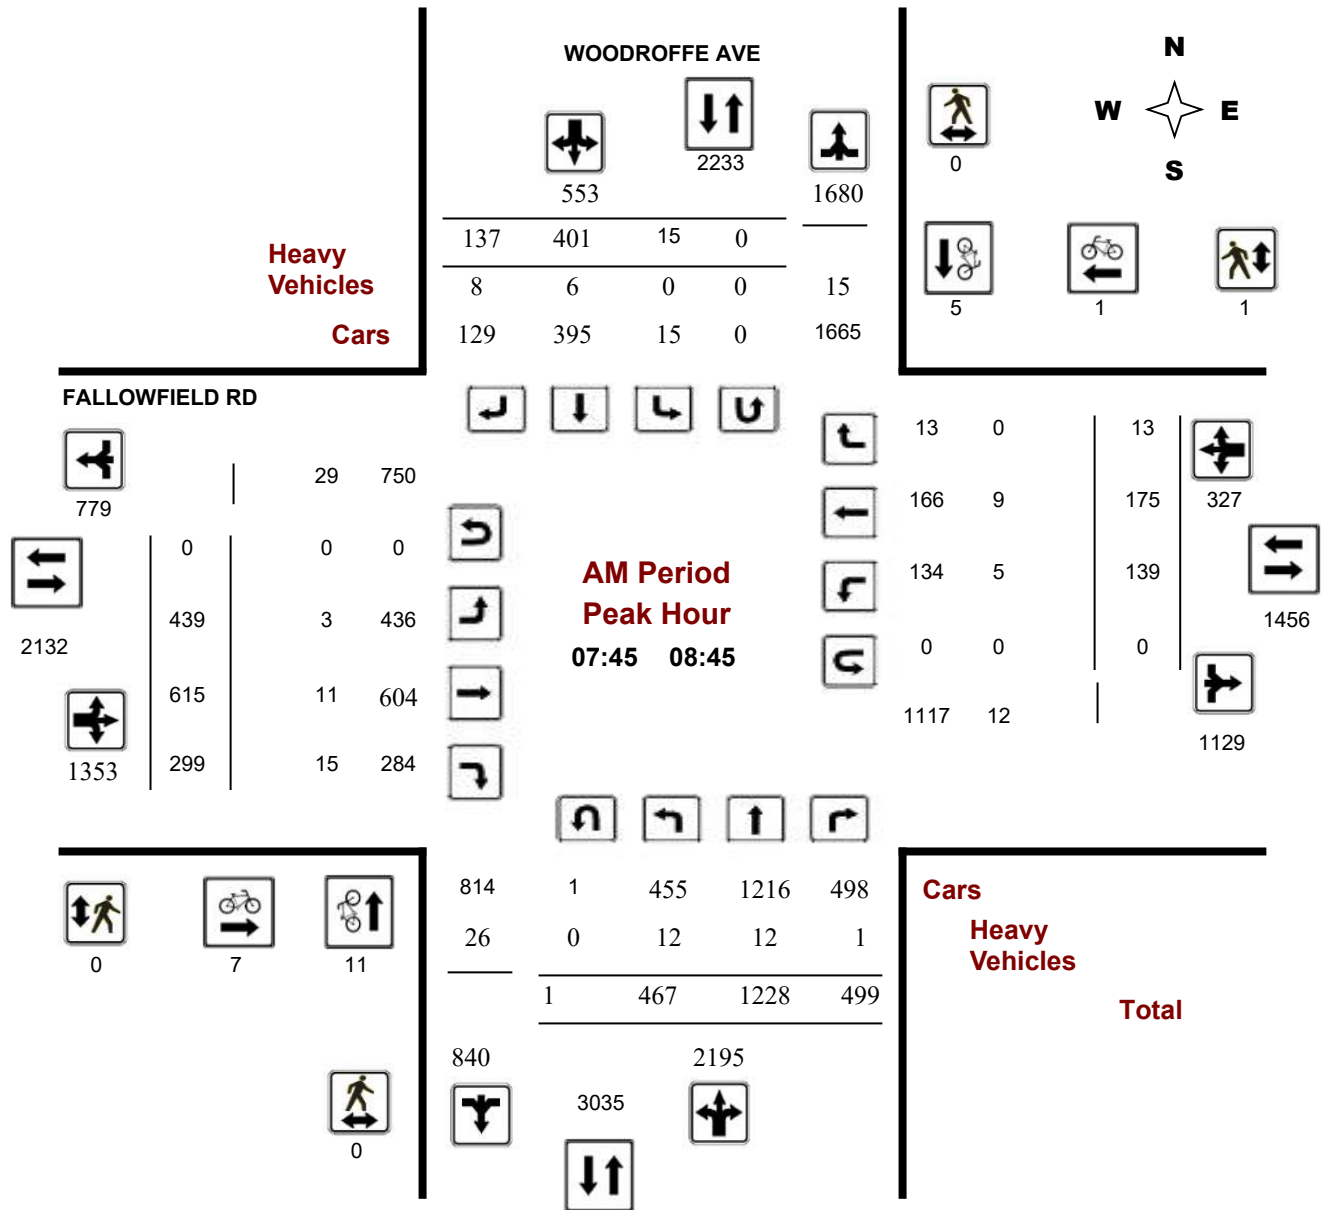 WOODROFFE AVE
N
W E
S
2233
0
553
1680
137 401 15 0
Heavy
Vehicles
8 6 0 0 15
5 1 1
Cars
129 395 15 0 1665
FALLOWFIELD RD
13 0 13
29 750
779
166 9 175 327
0 0 0
AM Period
134 5 139
Peak Hour
439 3 436
1456
2132
07:45 08:45
0 0 0
615 11 604
1117 12
1129
1353 299 15 284
814 1 455 1216 498
Cars
26 0 12 12 1
Heavy
Vehicles
0 7 11
1 467 1228 499
Total
840 2195
3035
0